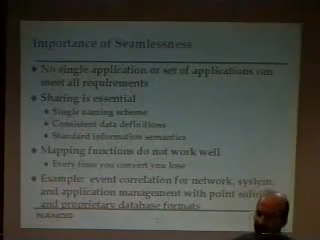 Importance of Seamlessness
No single application or set of applications can
meet all requirements
Sharing is essential
Single naming scheme
Consistent data definitions
Standard information semantics
Mapping functions do not work well
Every time you convert you lose
Example: event correlation for network, system,
and application management with point
and proprietary database formats
NANOG